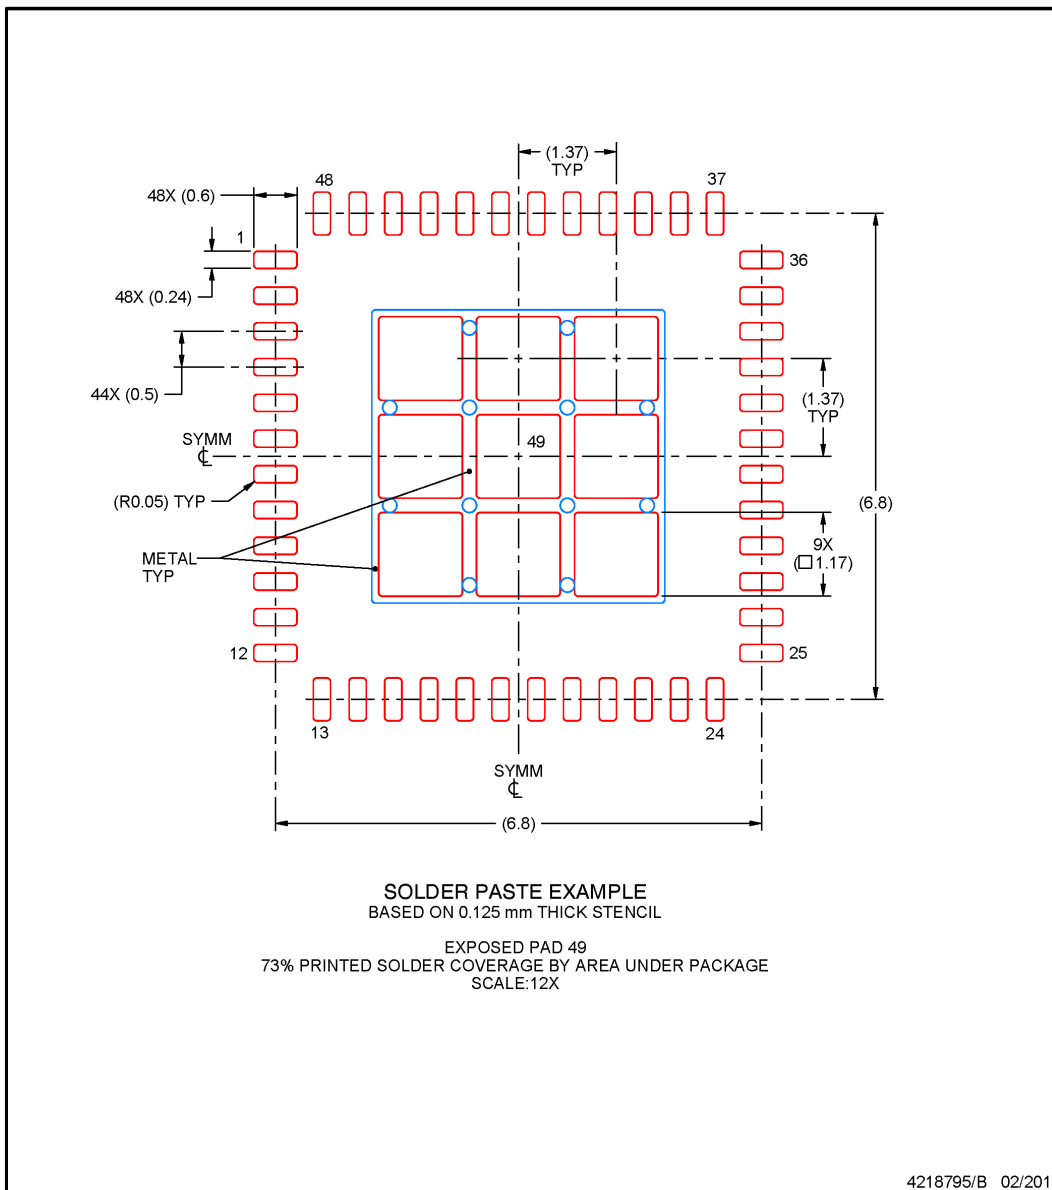 (1.37)
TYP
48
37
48X (0.6)
1
36
48X (0.24)
44X (0.5)
(1.37)
TYP
SYMM
℄
49
(R0.05) TYP
(6.8)
METAL
TYP
9X
(□1.17)
12
25
13
24
SYMM
℄
(6.8)
SOLDER PASTE EXAMPLE
BASED ON 0.125 mm THICK STENCIL
EXPOSED PAD 49
73% PRINTED SOLDER COVERAGE BY AREA UNDER PACKAGE
SCALE:12X
4218795/B 02/201